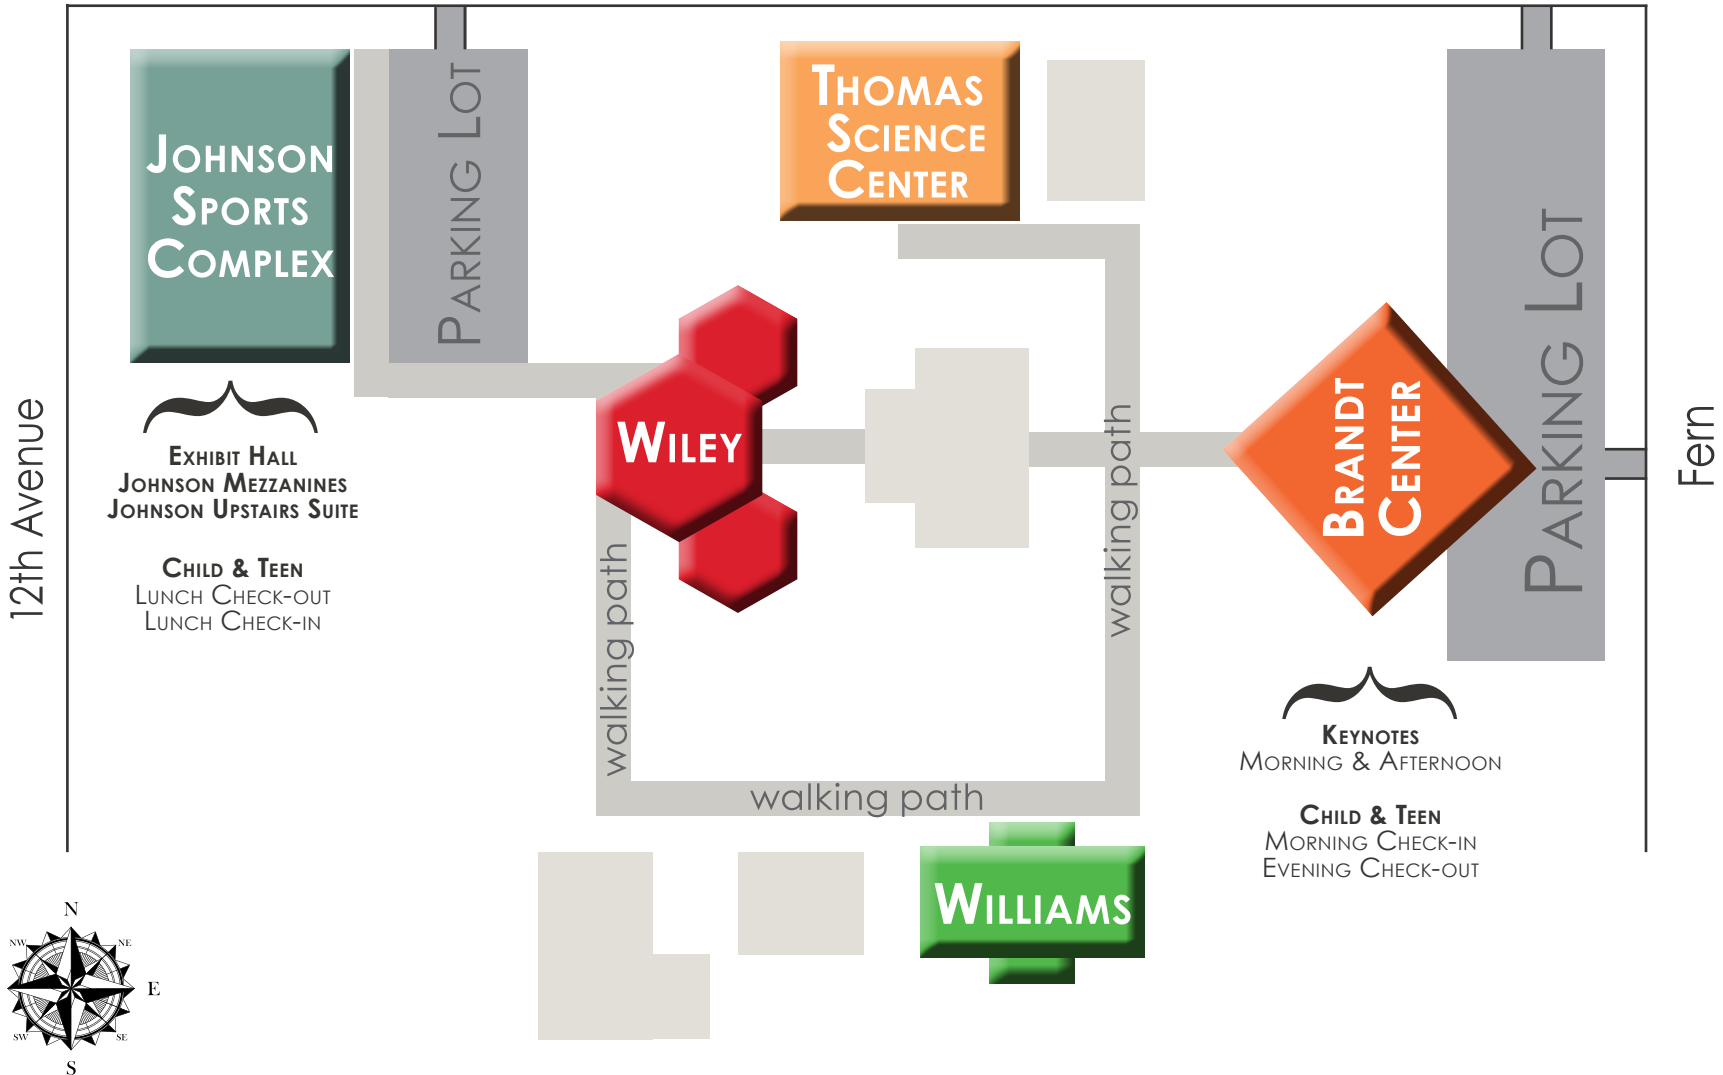 Johnson
Sports
Complex
Parking Lot
Thomas
Science
Center
Parking Lot
Wiley
Brandt
Center
12th Avenue
Fern
Exhibit Hall
Johnson Mezzanines
Johnson Upstairs Suite
Child & Teen
Lunch Check-out
Lunch Check-in
walking path
walking path
walking path
Keynotes
Morning & Afternoon
Child & Teen
Morning Check-in
Evening Check-out
Williams
N
NW
NE
E
SW
SE
S